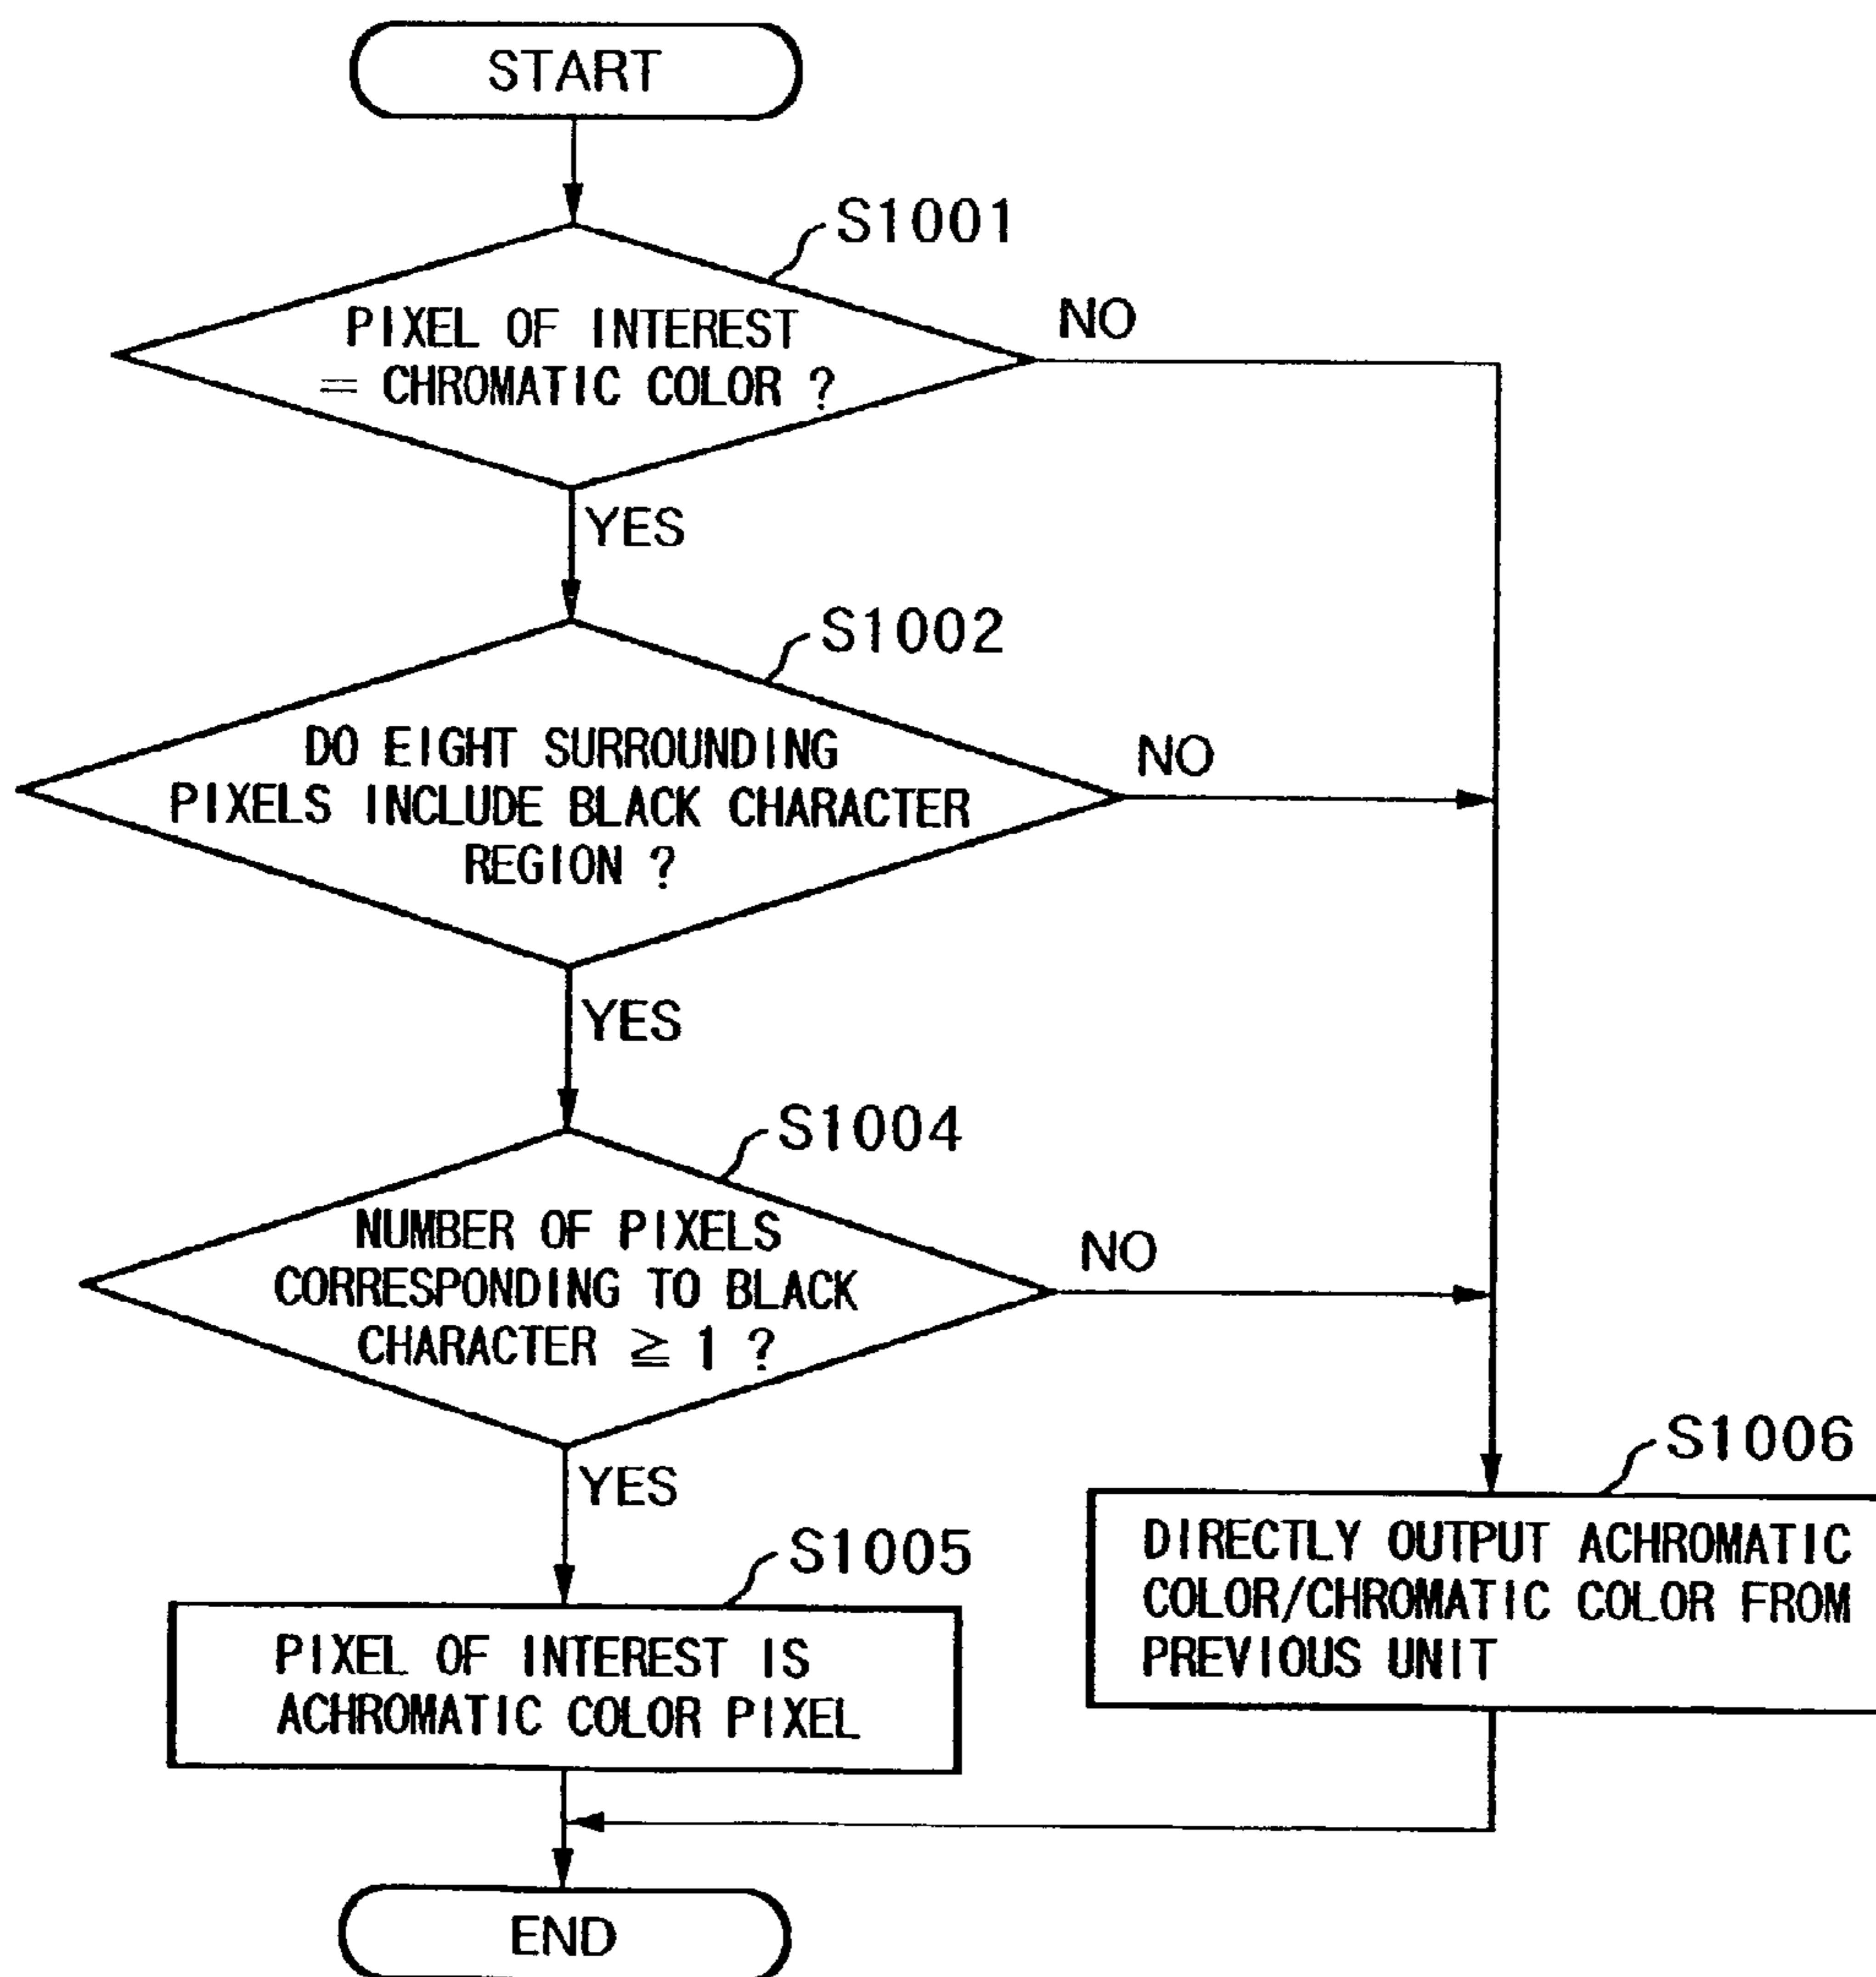 START
S1001
PIXEL OF INTEREST
= CHROMATIC COLOR ?
NO
YES
S1002
DO EIGHT SURROUNDING
PIXELS INCLUDE BLACK CHARACTER
REGION ?
NO
YES
S1004
NUMBER OF PIXELS
CORRESPONDING TO BLACK
CHARACTER ≧ 1 ?
NO
YES
S1006
DIRECTLY OUTPUT ACHROMATIC
COLOR/CHROMATIC COLOR FROM
PREVIOUS UNIT
S1005
PIXEL OF INTEREST IS
ACHROMATIC COLOR PIXEL
END